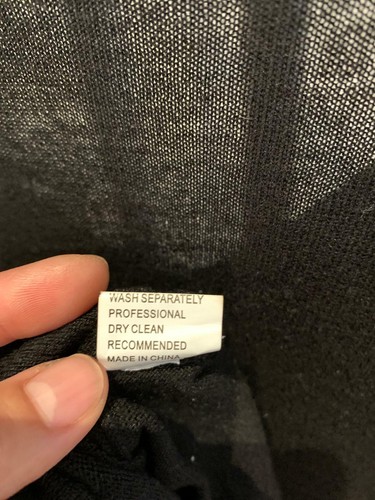 WASH SEPARATELY
PROFESSIONAL
DRY CLEAN
RECOMMENDED
MADE IN CHINA